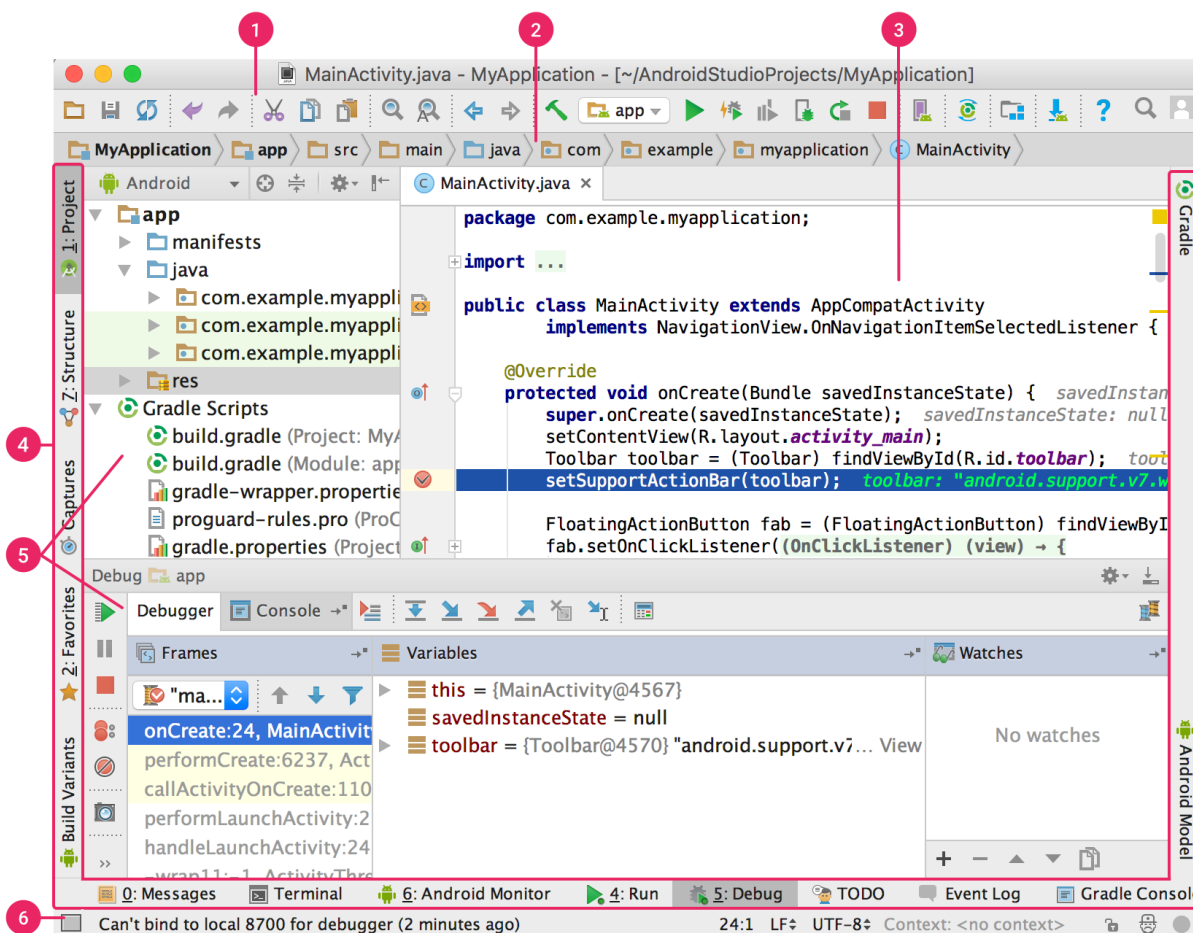 1
2
3
MainActivity.java - MyApplication - [~/AndroidStudioProjects/MyApplication]
app
?
MyApplication app src main java com example myapplication C MainActivity
1: Project
Z: Structure
Captures
2: Favorites
Build Variants
4
5
6
Android
app
manifests
java
com.example.myappli
com.example.myappli
com.example.myappli
res
Gradle Scripts
build.gradle (Project: MyA
build.gradle (Module: app
gradle-wrapper.propertie
proguard-rules.pro (ProG
gradle.properties (Project
C MainActivity.java ×
package com.example.myapplication;
import ...
public class MainActivity extends AppCompatActivity
implements NavigationView.OnNavigationItemSelectedListener {
@Override
protected void onCreate(Bundle savedInstanceState) { savedInstan
super.onCreate(savedInstanceState); savedInstanceState: null
setContentView(R.layout.activity_main);
Toolbar toolbar = (Toolbar) findViewById(R.id.toolbar); tool
setSupportActionBar(toolbar); toolbar: "android.support.v7.w
FloatingActionButton fab = (FloatingActionButton) findViewByI
fab.setOnClickListener((OnClickListener) (view) → {
Gradle
Android Model
Debug app
Debugger Console
Frames Variables Watches
"ma...
onCreate:24, MainActivit
performCreate:6237, Act
callActivityOnCreate:110
performLaunchActivity:2
handleLaunchActivity:24
-wrap11:-1, ActivityThre
this = {MainActivity@4567}
savedInstanceState = null
toolbar = {Toolbar@4570} "android.support.v7... View
No watches
0: Messages Terminal 6: Android Monitor 4: Run 5: Debug TODO Event Log Gradle Consol
Can't bind to local 8700 for debugger (2 minutes ago) 24:1 LF UTF-8 Context: <no context>